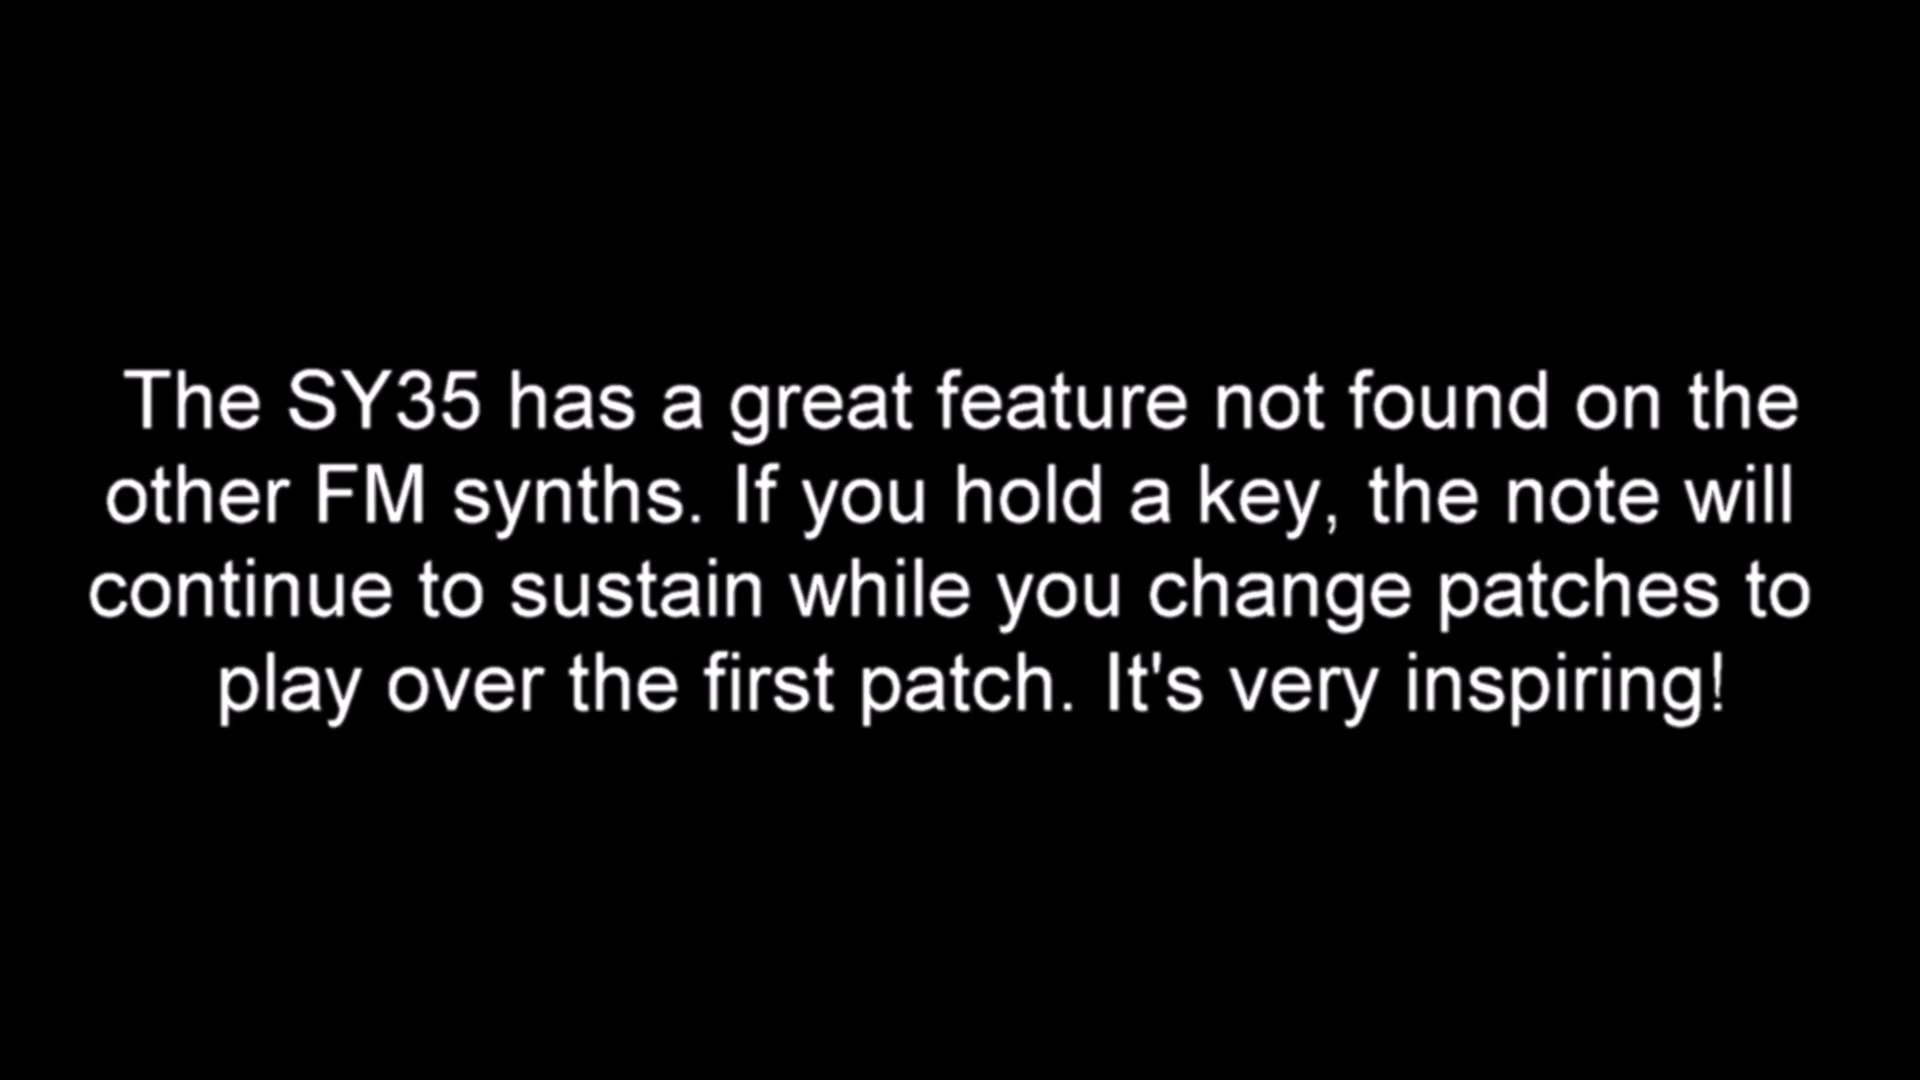 The SY35 has a great feature not found on the
other FM synths. If you hold a key, the note will
continue to sustain while you change patches to
play over the first patch. It's very inspiring!